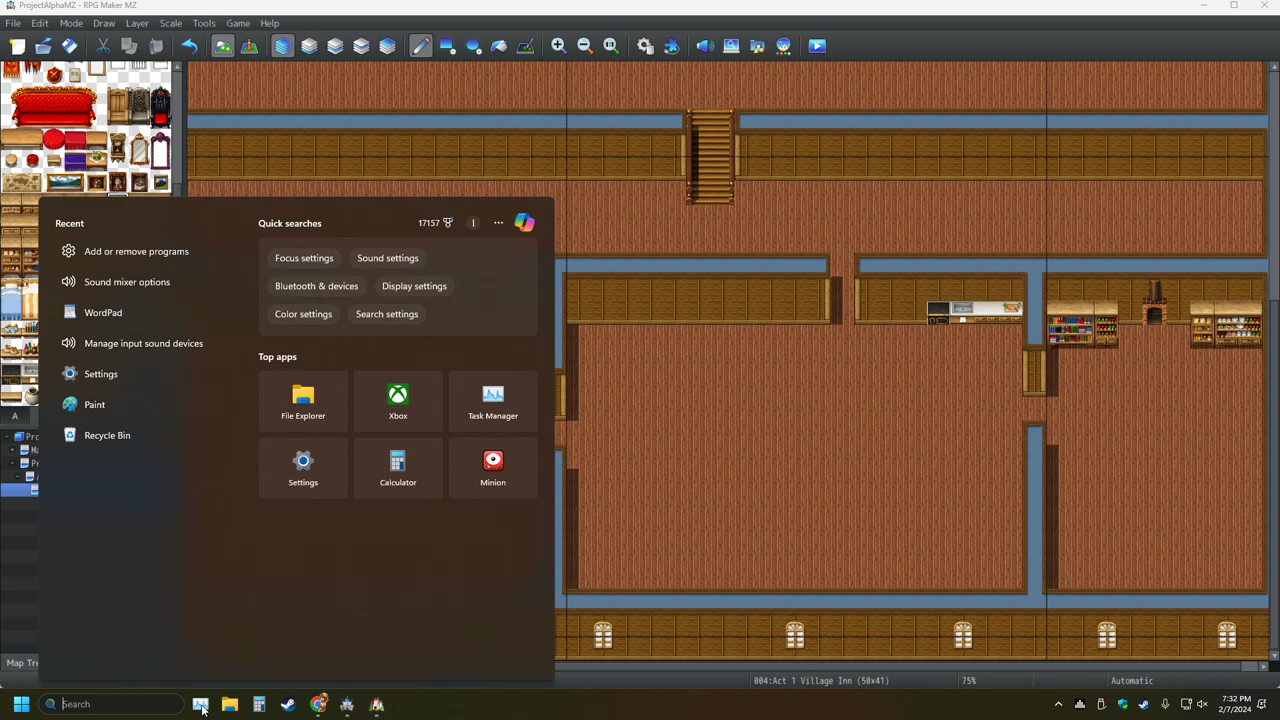 ProjectAlphaMZ - RPG Maker MZ
File Edit Mode Draw Layer Scale Tools Game Help
Recent
Add or remove programs
Sound mixer options
WordPad
Manage input sound devices
Settings
Paint
Recycle Bin
Quick searches
17157
I
Focus settings
Sound settings
Bluetooth & devices
Display settings
Color settings
Search settings
Top apps
File Explorer
Xbox
Task Manager
Settings
Calculator
Minion
A
Map Tre
004:Act 1 Village Inn (50x41)
75%
Automatic
Search
7:32 PM
2/7/2024